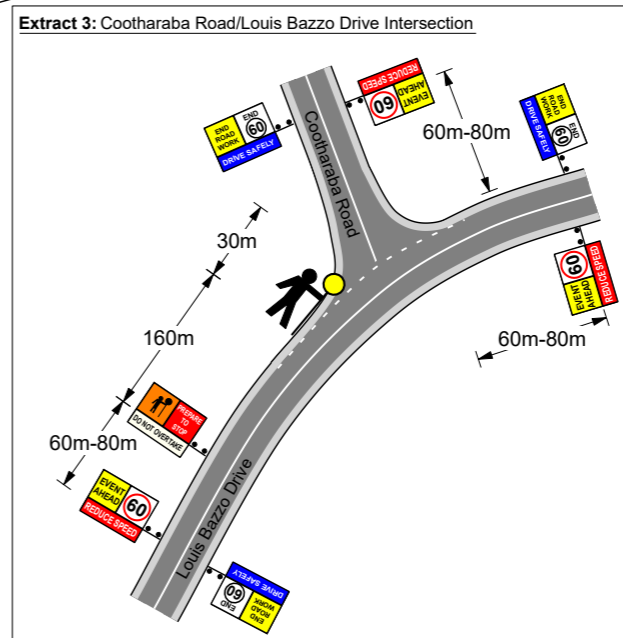 Extract 3: Cootharaba Road/Louis Bazzo Drive Intersection
REDUCE SPEED
60
EVENT
AHEAD
60m-80m
END
ROAD
WORK
END
60
DRIVE SAFELY
END
ROAD
WORK
END
60
DRIVE SAFELY
Cootharaba Road
30m
160m
60
EVENT
AHEAD
REDUCE SPEED
60m-80m
PREPARE
TO
STOP
DO NOT OVERTAKE
60m-80m
EVENT
AHEAD
60
REDUCE SPEED
Louis Bazzo Drive
DRIVE SAFELY
END
60
END
ROAD
WORK